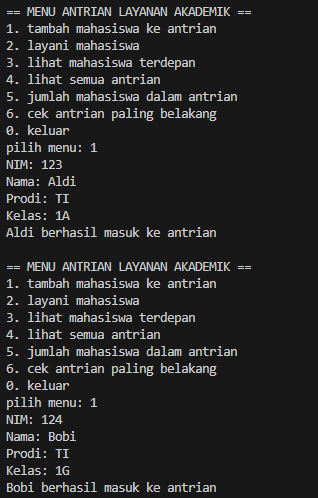 == MENU ANTRIAN LAYANAN AKADEMIK ==
1. tambah mahasiswa ke antrian
2. layani mahasiswa
3. lihat mahasiswa terdepan
4. lihat semua antrian
5. jumlah mahasiswa dalam antrian
6. cek antrian paling belakang
0. keluar
pilih menu: 1
NIM: 123
Nama: Aldi
Prodi: TI
Kelas: 1A
Aldi berhasil masuk ke antrian

== MENU ANTRIAN LAYANAN AKADEMIK ==
1. tambah mahasiswa ke antrian
2. layani mahasiswa
3. lihat mahasiswa terdepan
4. lihat semua antrian
5. jumlah mahasiswa dalam antrian
6. cek antrian paling belakang
0. keluar
pilih menu: 1
NIM: 124
Nama: Bobi
Prodi: TI
Kelas: 1G
Bobi berhasil masuk ke antrian